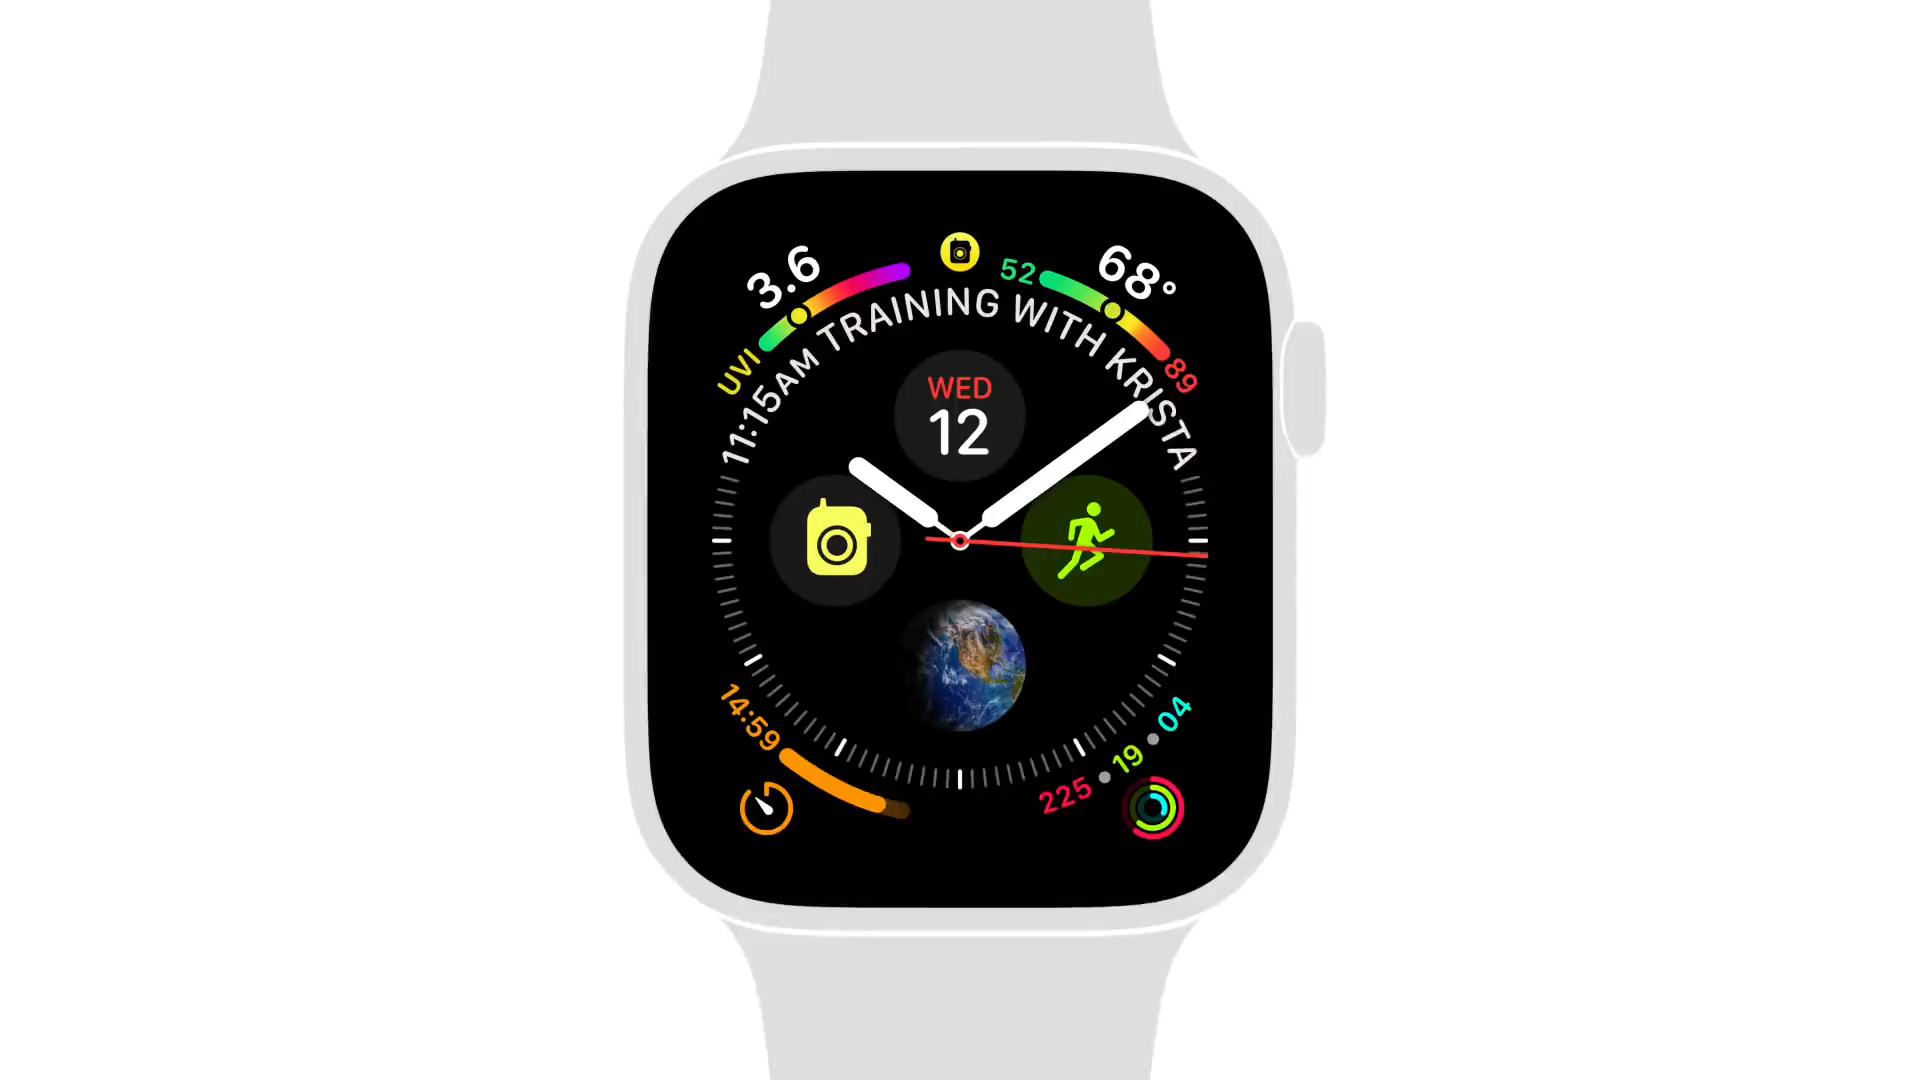 3.6
UVI
52
68°
89
11:15AM TRAINING WITH KRISTA
WED
12
14:59
225 • 19 • 04